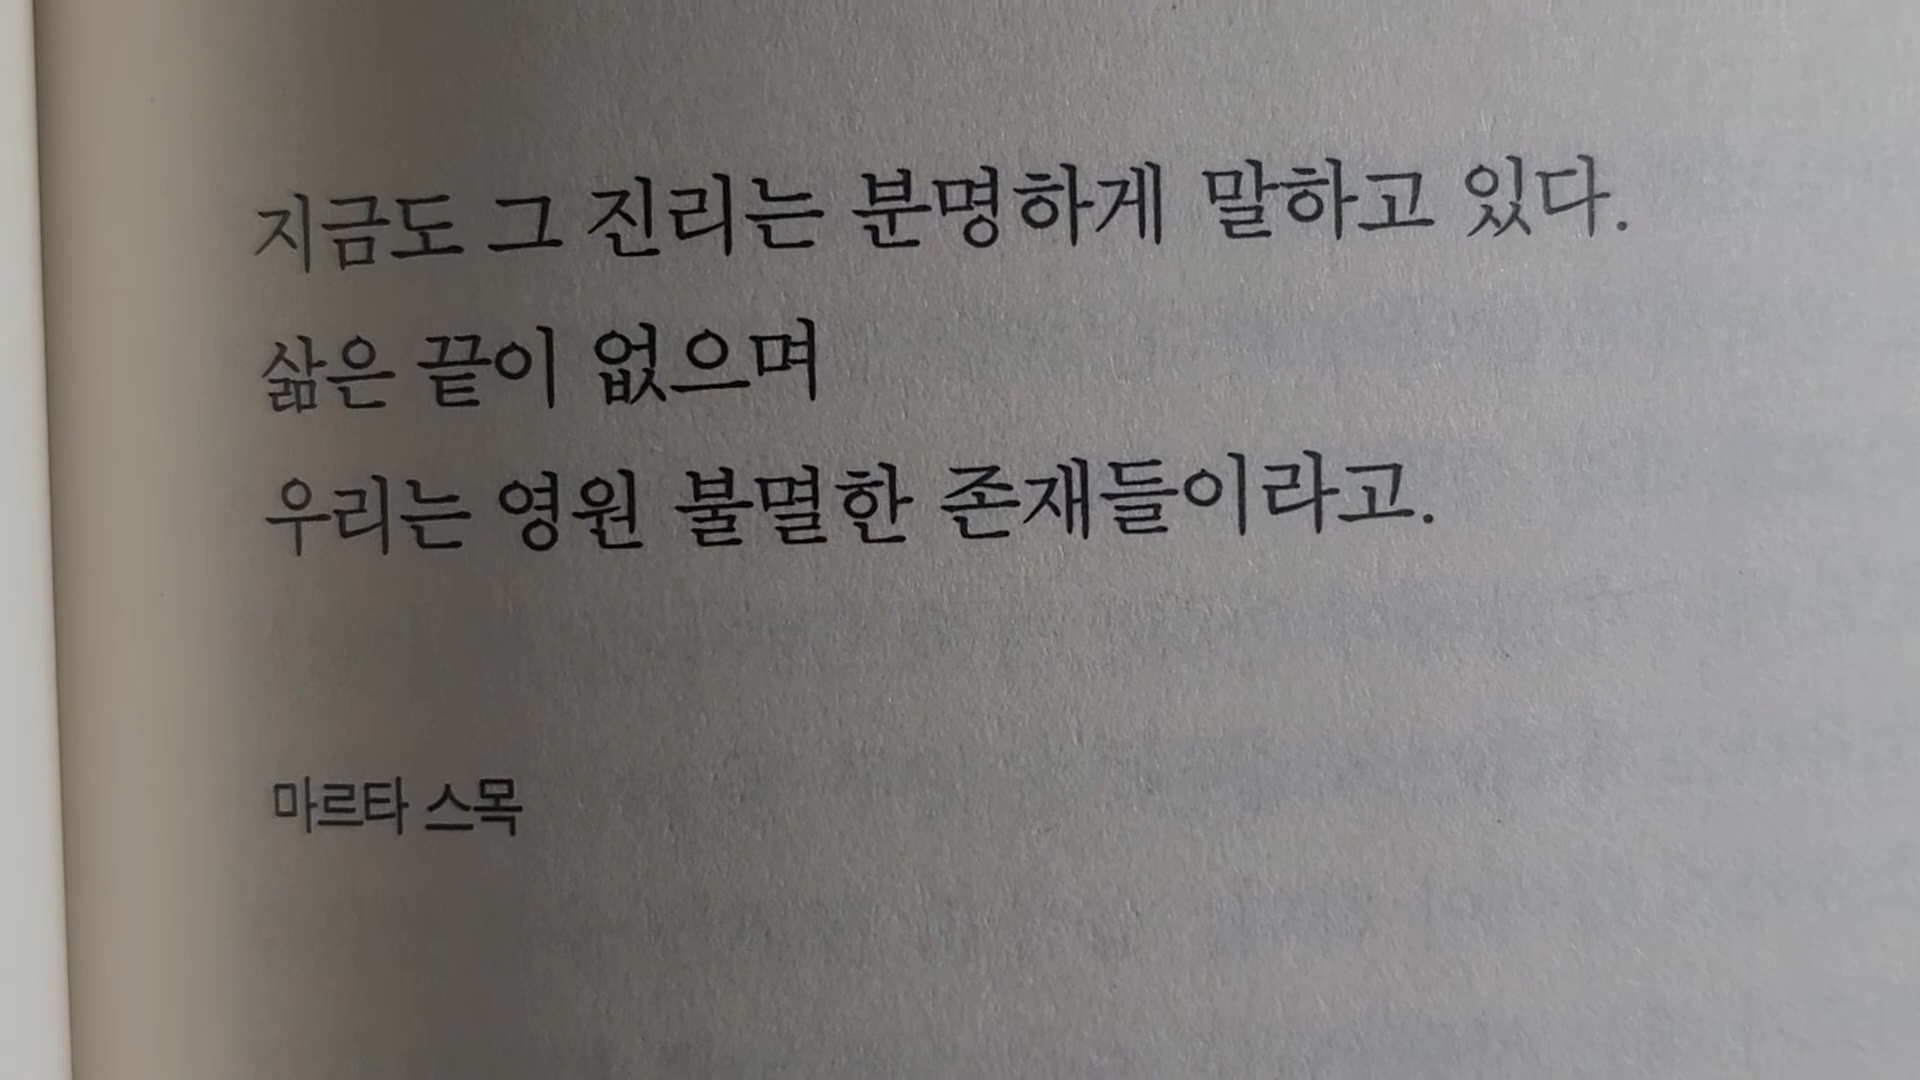 지금도 그 진리는 분명하게 말하고 있다.
삶은 끝이 없으며
우리는 영원 불멸한 존재들이라고.
마르타 스목